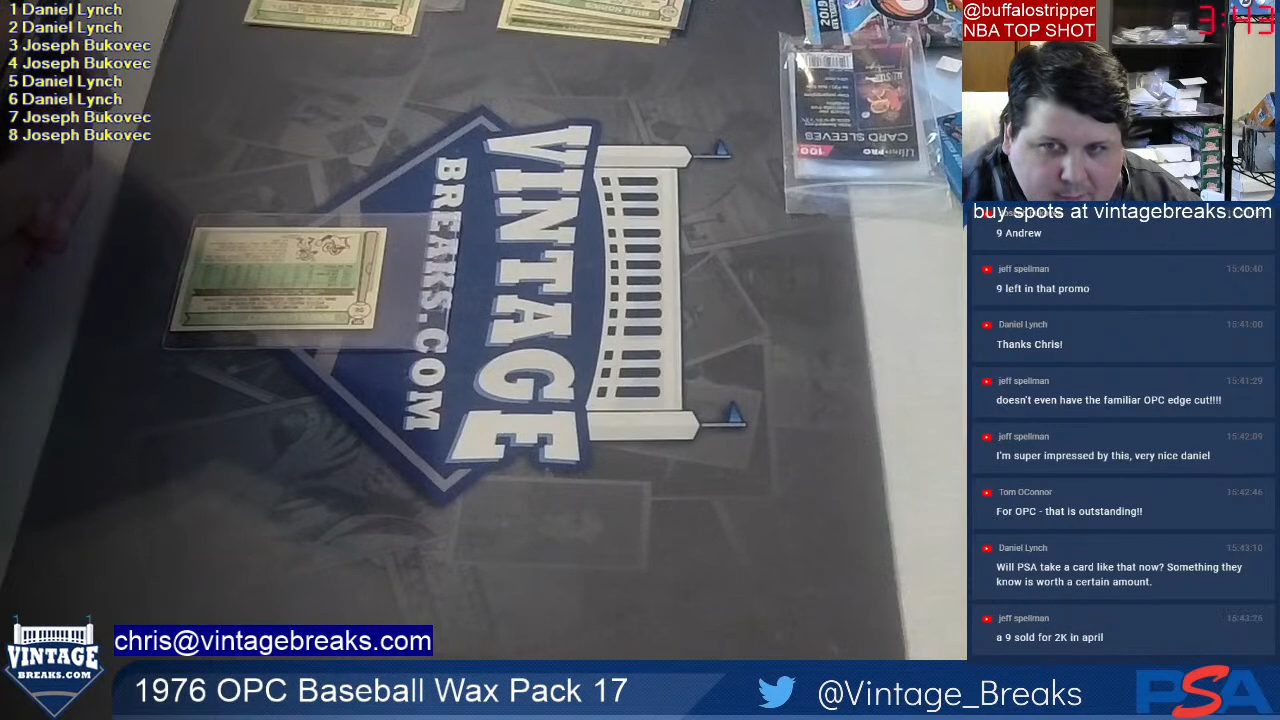 1 Daniel Lynch
2 Daniel Lynch
3 Joseph Bukovec
4 Joseph Bukovec
5 Daniel Lynch
6 Daniel Lynch
7 Joseph Bukovec
8 Joseph Bukovec
2019
CARD SLEEVES
100
VINTAGE
BREAKS.COM
@buffalostripper
NBA TOP SHOT
3:43
buy spots at vintagebreaks.com
9 Andrew
jeff spellman 15:40:40
9 left in that promo
Daniel Lynch 15:41:00
Thanks Chris!
jeff spellman 15:41:29
doesn't even have the familiar OPC edge cut!!!!
jeff spellman 15:42:09
I'm super impressed by this, very nice daniel
Tom OConnor 15:42:46
For OPC - that is outstanding!!
Daniel Lynch 15:43:10
Will PSA take a card like that now? Something they
know is worth a certain amount.
jeff spellman 15:43:26
a 9 sold for 2K in april
chris@vintagebreaks.com
VINTAGE
BREAKS.COM
1976 OPC Baseball Wax Pack 17
@Vintage_Breaks
PSA